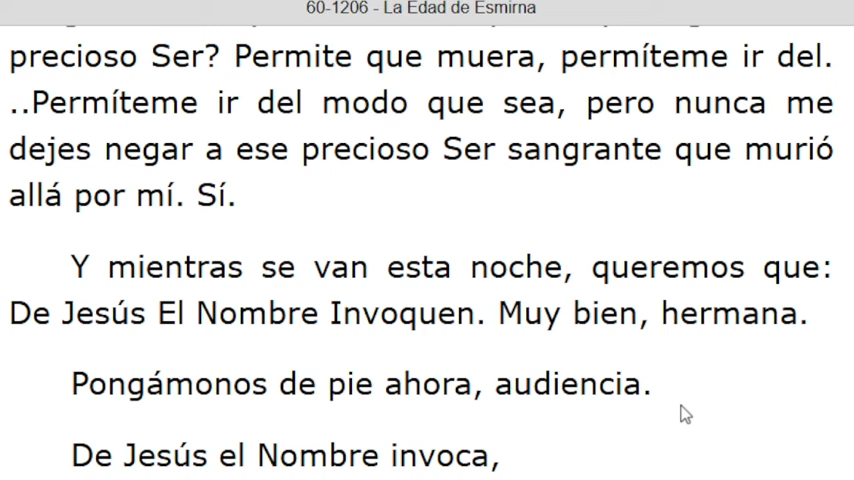 60-1206 - La Edad de Esmirna
precioso Ser? Permite que muera, permíteme ir del.
..Permíteme ir del modo que sea, pero nunca me
dejes negar a ese precioso Ser sangrante que murió
allá por mí. Sí.
Y mientras se van esta noche, queremos que:
De Jesús El Nombre Invoquen. Muy bien, hermana.
Pongámonos de pie ahora, audiencia.
De Jesús el Nombre invoca,